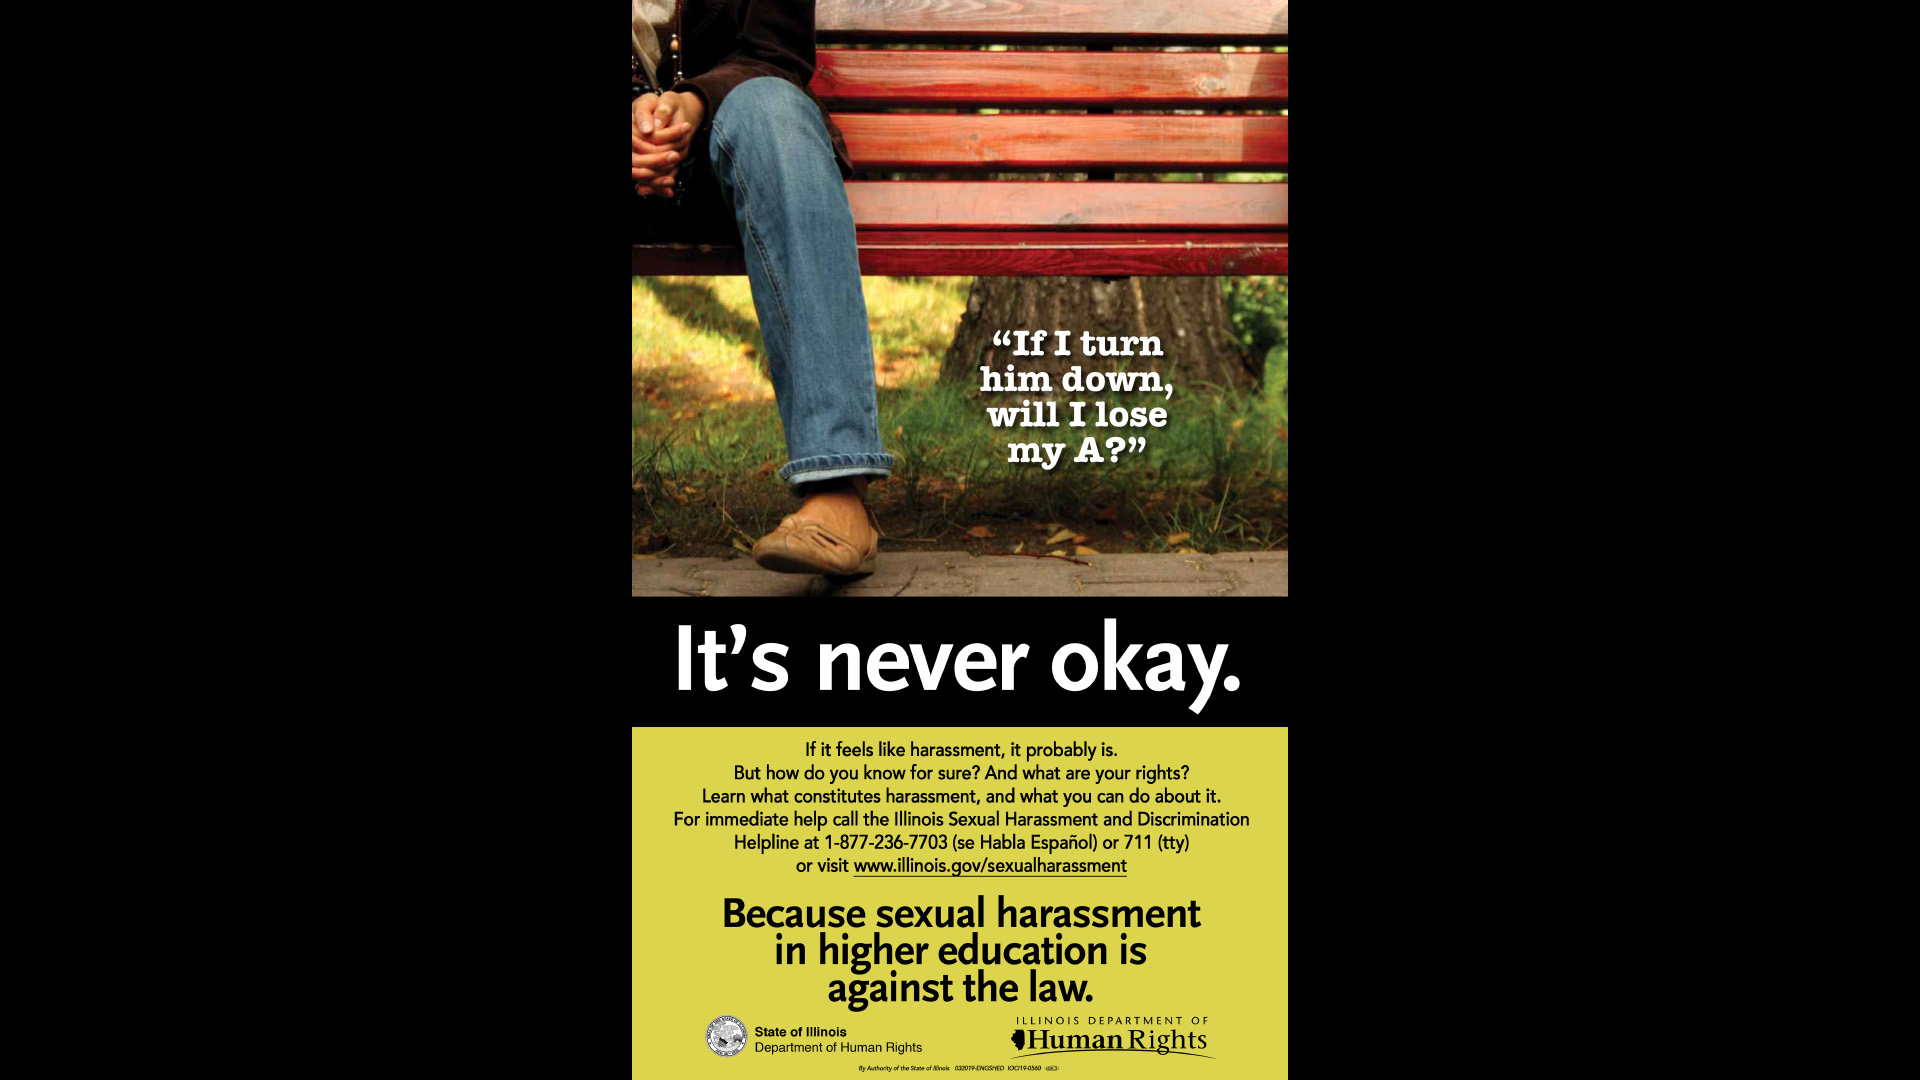 “If I turn
him down,
will I lose
my A?”
It’s never okay.
If it feels like harassment, it probably is.
But how do you know for sure? And what are your rights?
Learn what constitutes harassment, and what you can do about it.
For immediate help call the Illinois Sexual Harassment and Discrimination
Helpline at 1-877-236-7703 (se Habla Español) or 711 (tty)
or visit www.illinois.gov/sexualharassment
Because sexual harassment
in higher education is
against the law.
State of Illinois
Department of Human Rights
ILLINOIS DEPARTMENT OF
Human Rights
By Authority of the State of Illinois 032019-ENGSHED IOCI19-0560